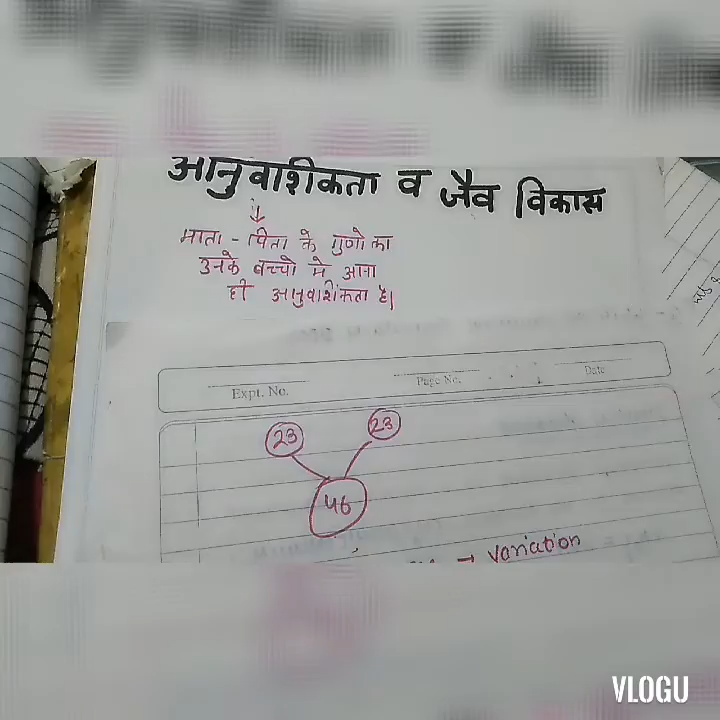 आनुवाशिकता व जैव विकास
माता - पिता के गुणो का
उनके बच्चो मे आना
ही आनुवाशिंकता है।
Expt. No.
Page No.
Date
23
23
46
→ variation
VLOGU